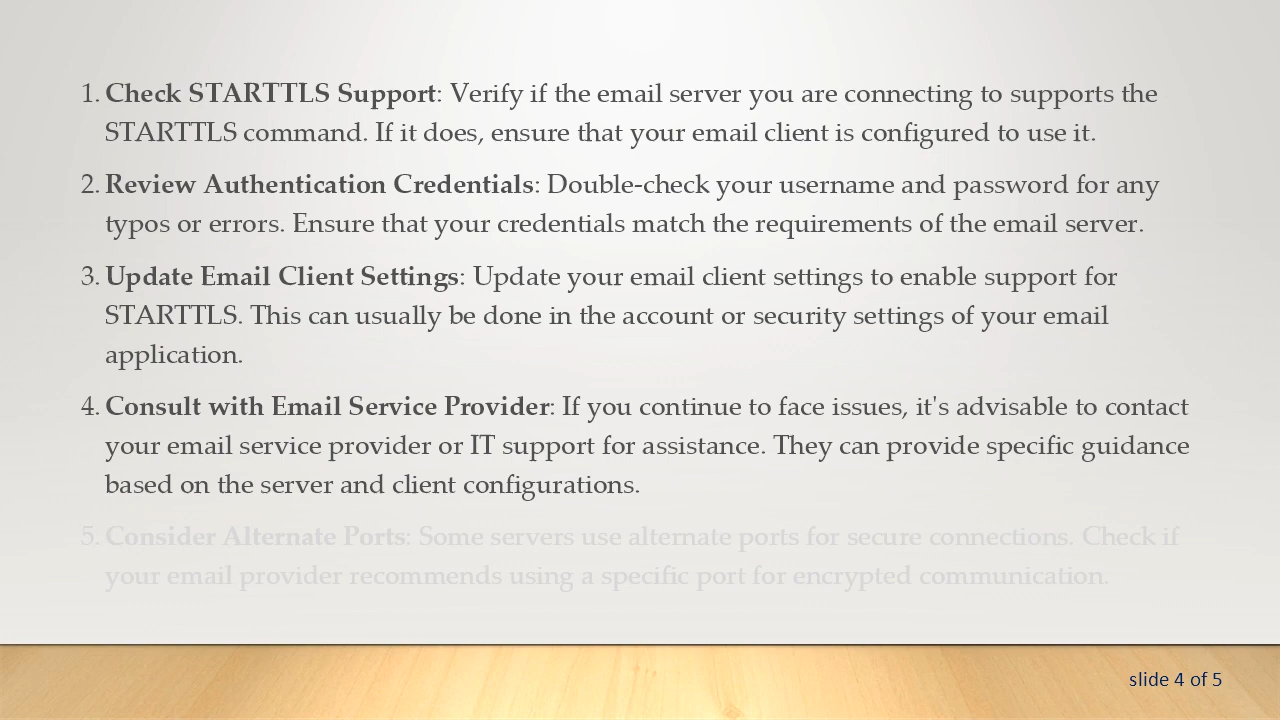 1. Check STARTTLS Support: Verify if the email server you are connecting to supports the
STARTTLS command. If it does, ensure that your email client is configured to use it.
2. Review Authentication Credentials: Double-check your username and password for any
typos or errors. Ensure that your credentials match the requirements of the email server.
3. Update Email Client Settings: Update your email client settings to enable support for
STARTTLS. This can usually be done in the account or security settings of your email
application.
4. Consult with Email Service Provider: If you continue to face issues, it's advisable to contact
your email service provider or IT support for assistance. They can provide specific guidance
based on the server and client configurations.
5. Consider Alternate Ports: Some servers use alternate ports for secure connections. Check if
your email provider recommends using a specific port for encrypted communication.
slide 4 of 5